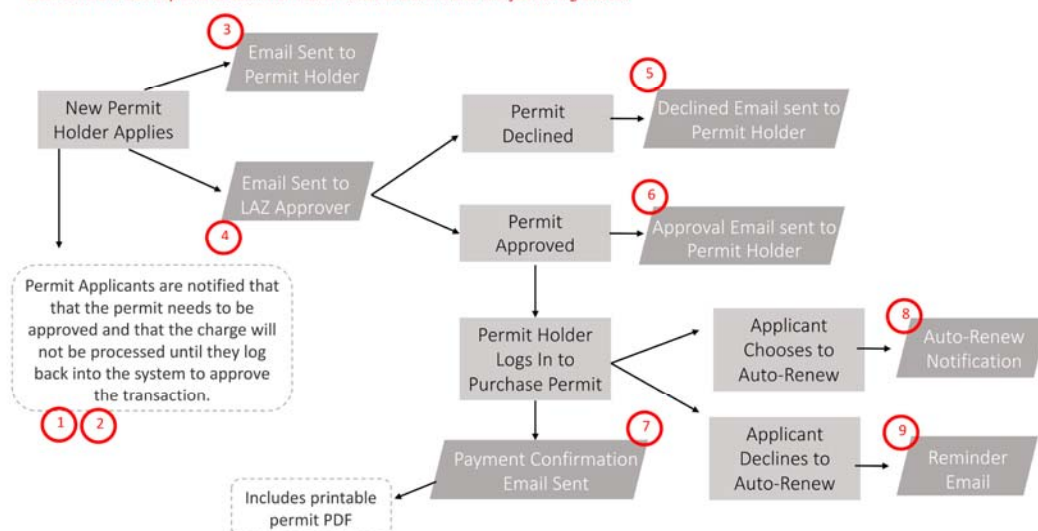 3
Email Sent to
Permit Holder
New Permit
Holder Applies
Email Sent to
LAZ Approver
4
5
Permit
Declined
Declined Email sent to
Permit Holder
6
Permit
Approved
Approval Email sent to
Permit Holder
Permit Applicants are notified that
that the permit needs to be
approved and that the charge will
not be processed until they log
back into the system to approve
the transaction.
1
2
Permit Holder
Logs In to
Purchase Permit
8
Applicant
Chooses to
Auto-Renew
Auto-Renew
Notification
7
Payment Confirmation
Email Sent
Includes printable
permit PDF
9
Applicant
Declines to
Auto-Renew
Reminder
Email